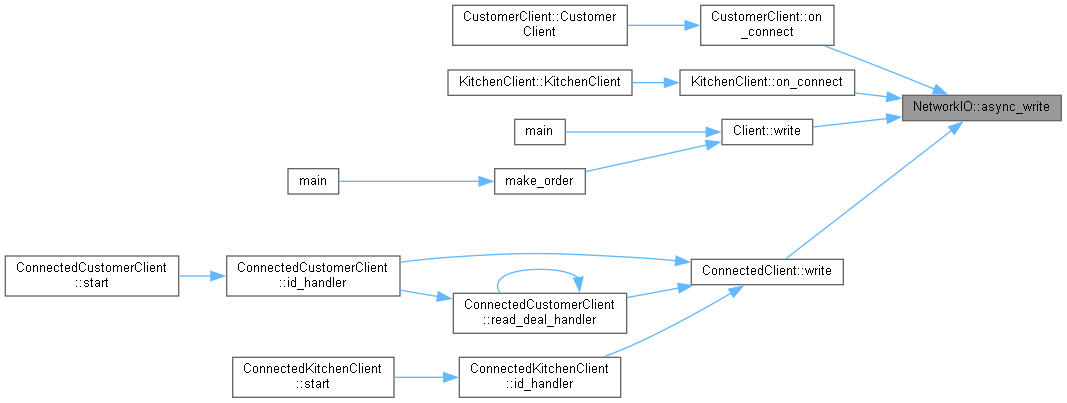 CustomerClient::Customer
Client
CustomerClient::on
_connect
KitchenClient::KitchenClient
KitchenClient::on_connect
NetworkIO::async_write
main
Client::write
main
make_order
ConnectedCustomerClient
::start
ConnectedCustomerClient
::id_handler
ConnectedClient::write
ConnectedCustomerClient
::read_deal_handler
ConnectedKitchenClient
::start
ConnectedKitchenClient
::id_handler